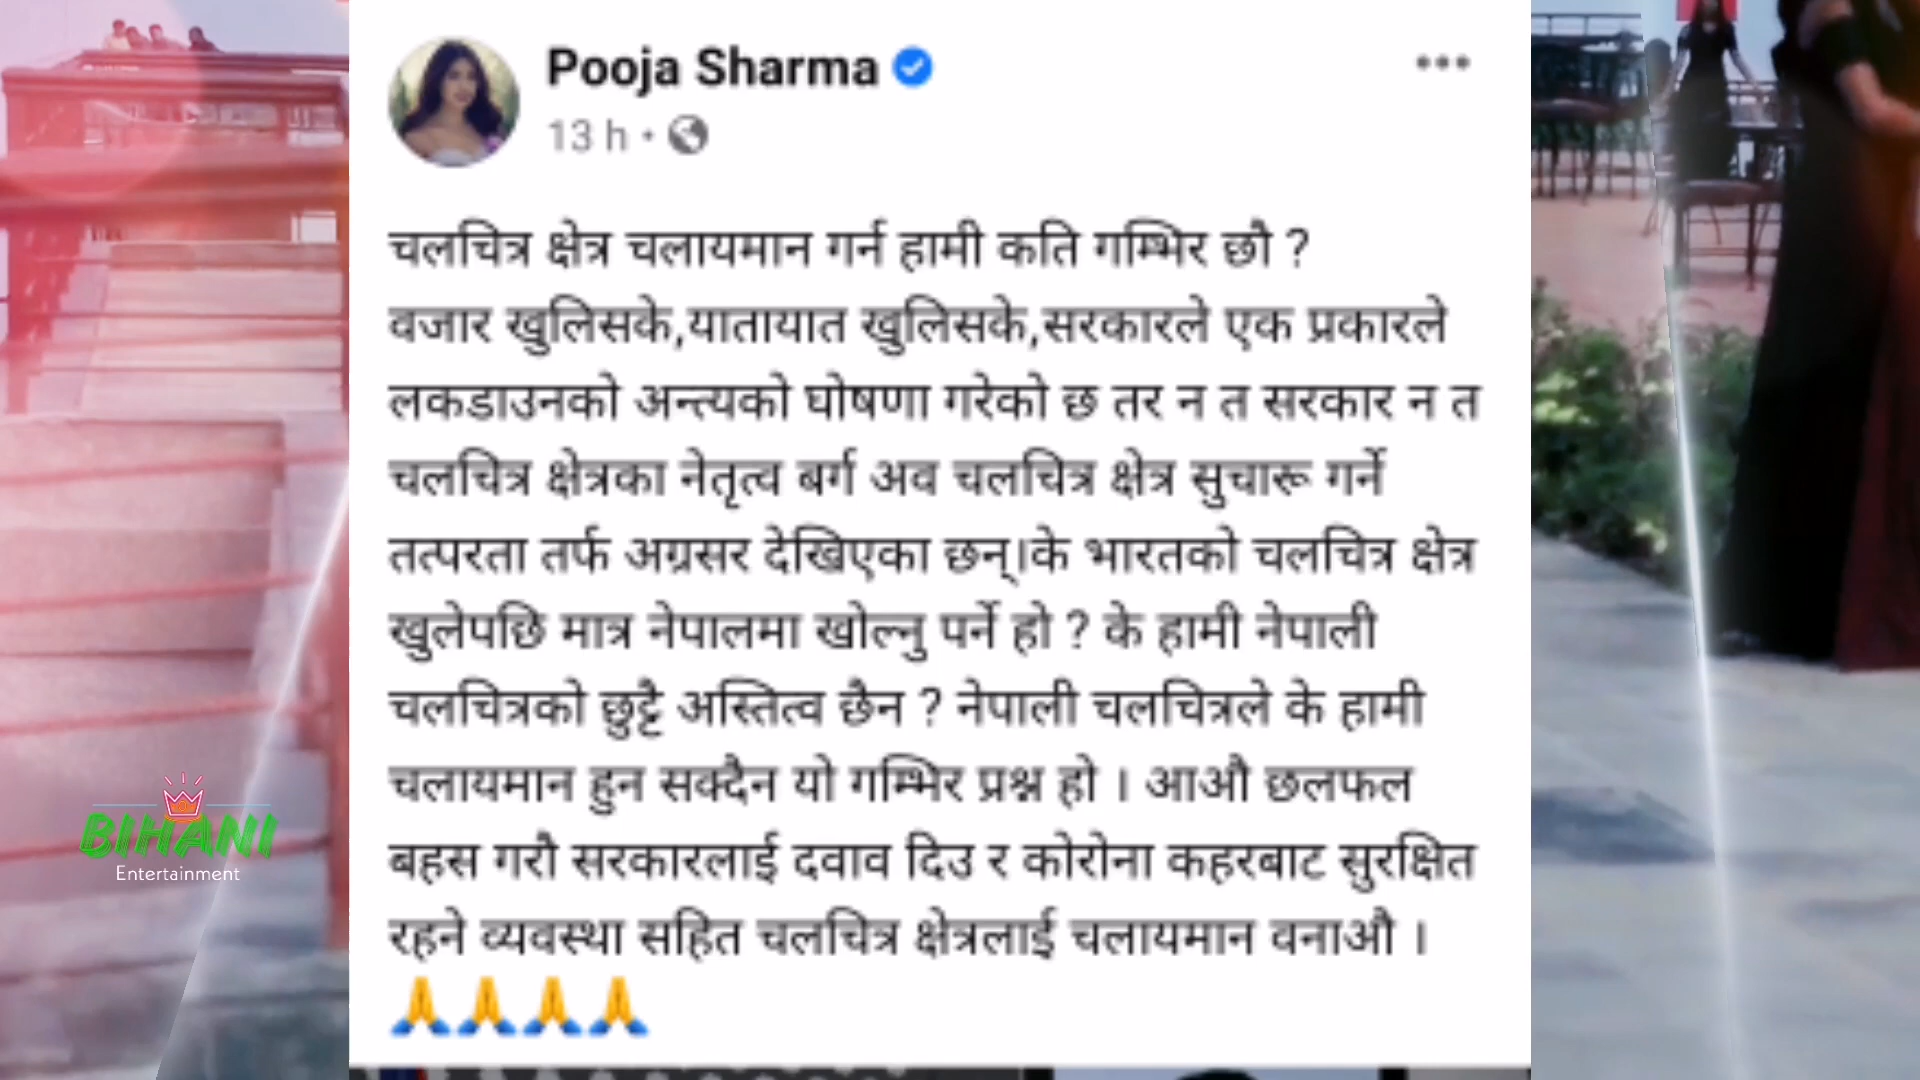 Pooja Sharma
13 h
चलचित्र क्षेत्र चलायमान गर्न हामी कति गम्भिर छौ ?
वजार खुलिसके,यातायात खुलिसके,सरकारले एक प्रकारले
लकडाउनको अन्त्यको घोषणा गरेको छ तर न त सरकार न त
चलचित्र क्षेत्रका नेतृत्व बर्ग अव चलचित्र क्षेत्र सुचारू गर्ने
तत्परता तर्फ अग्रसर देखिएका छन्।के भारतको चलचित्र क्षेत्र
खुलेपछि मात्र नेपालमा खोल्नु पर्ने हो ? के हामी नेपाली
चलचित्रको छुट्टै अस्तित्व छैन ? नेपाली चलचित्रले के हामी
चलायमान हुन सक्दैन यो गम्भिर प्रश्न हो । आऔ छलफल
बहस गरौ सरकारलाई दवाव दिउ र कोरोना कहरबाट सुरक्षित
रहने व्यवस्था सहित चलचित्र क्षेत्रलाई चलायमान वनाऔ ।
🙏🙏🙏🙏
BIHANI
Entertainment